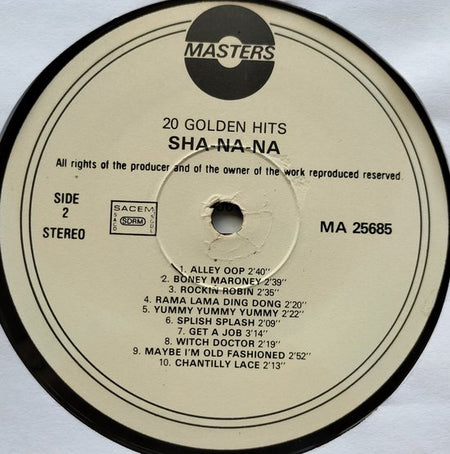 MASTERS
20 GOLDEN HITS
SHA-NA-NA
All rights of the producer and of the owner of the work reproduced reserved.
SIDE
2
STEREO
SACEM
SDRM
MA 25685
1. ALLEY OOP 2'40''
2. BONEY MARONEY 2'39''
3. ROCKIN ROBIN 2'35''
4. RAMA LAMA DING DONG 2'20''
5. YUMMY YUMMY YUMMY 2'22''
6. SPLISH SPLASH 2'09''
7. GET A JOB 3'14''
8. WITCH DOCTOR 2'19''
9. MAYBE I'M OLD FASHIONED 2'52''
10. CHANTILLY LACE 2'13''